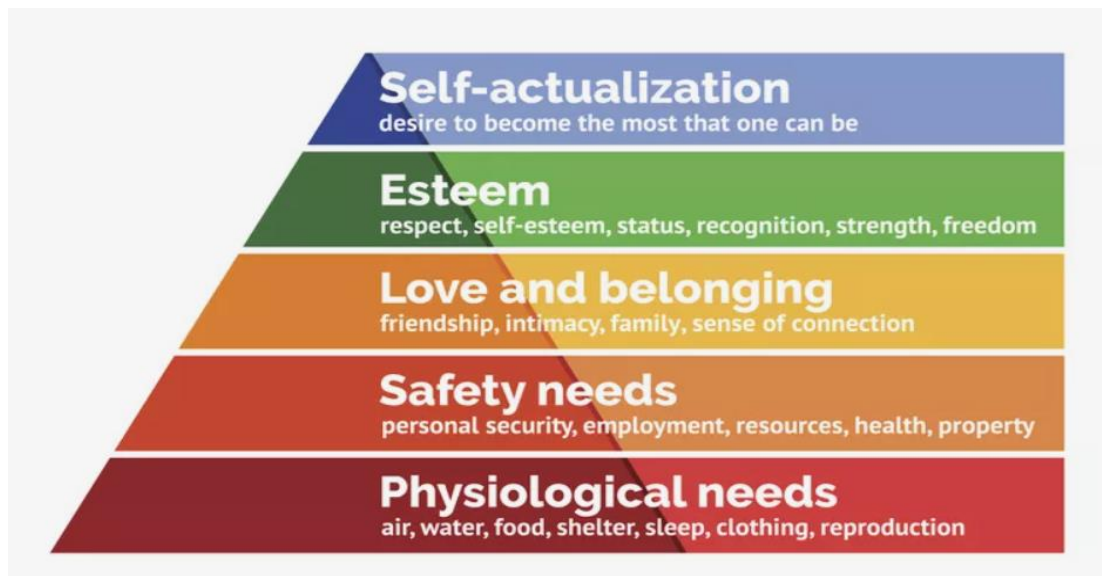 Self-actualization
desire to become the most that one can be
Esteem
respect, self-esteem, status, recognition, strength, freedom
Love and belonging
friendship, intimacy, family, sense of connection
Safety needs
personal security, employment, resources, health, property
Physiological needs
air, water, food, shelter, sleep, clothing, reproduction